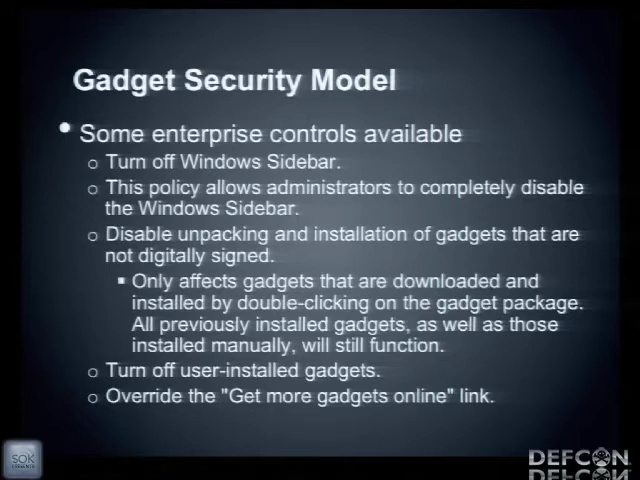 Gadget Security Model
• Some enterprise controls available
o Turn off Windows Sidebar.
o This policy allows administrators to completely disable
the Windows Sidebar.
o Disable unpacking and installation of gadgets that are
not digitally signed.
▪ Only affects gadgets that are downloaded and
installed by double-clicking on the gadget package.
All previously installed gadgets, as well as those
installed manually, will still function.
o Turn off user-installed gadgets.
o Override the "Get more gadgets online" link.
SOK
DEFCON